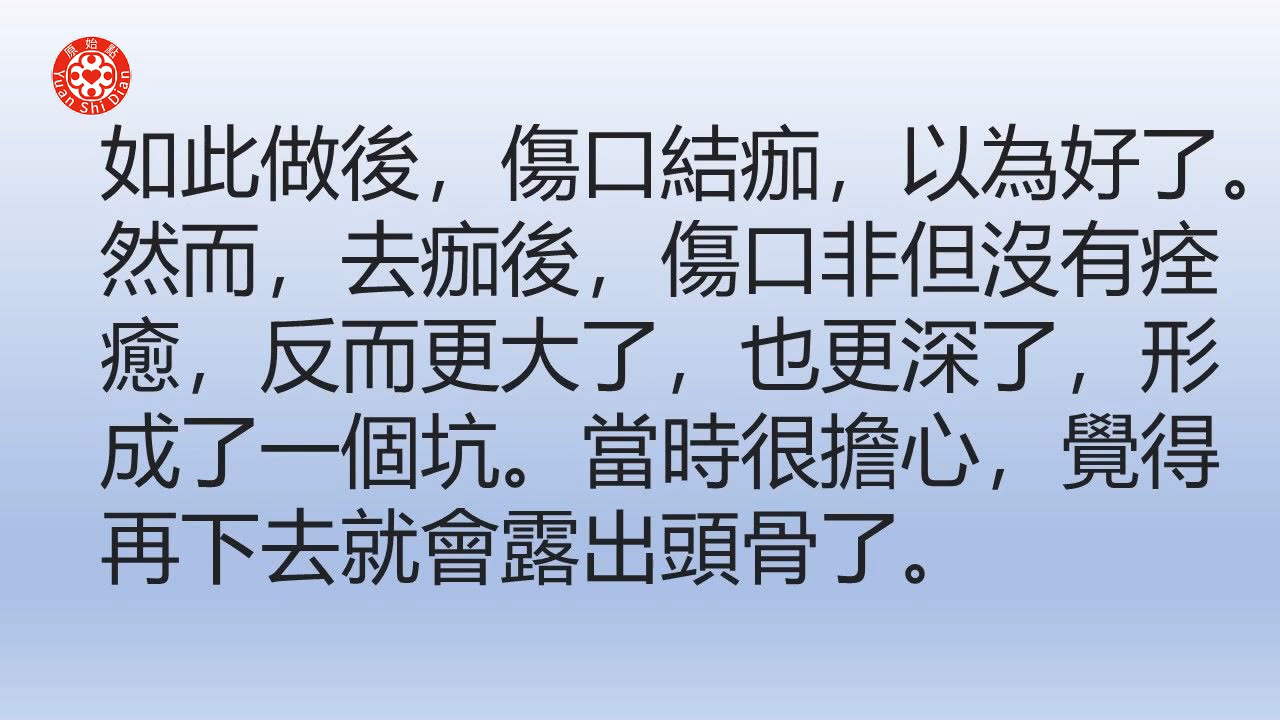 原始點
Yuan Shi Dian
如此做後，傷口結痂，以為好了。
然而，去痂後，傷口非但沒有痊
癒，反而更大了，也更深了，形
成了一個坑。當時很擔心，覺得
再下去就會露出頭骨了。